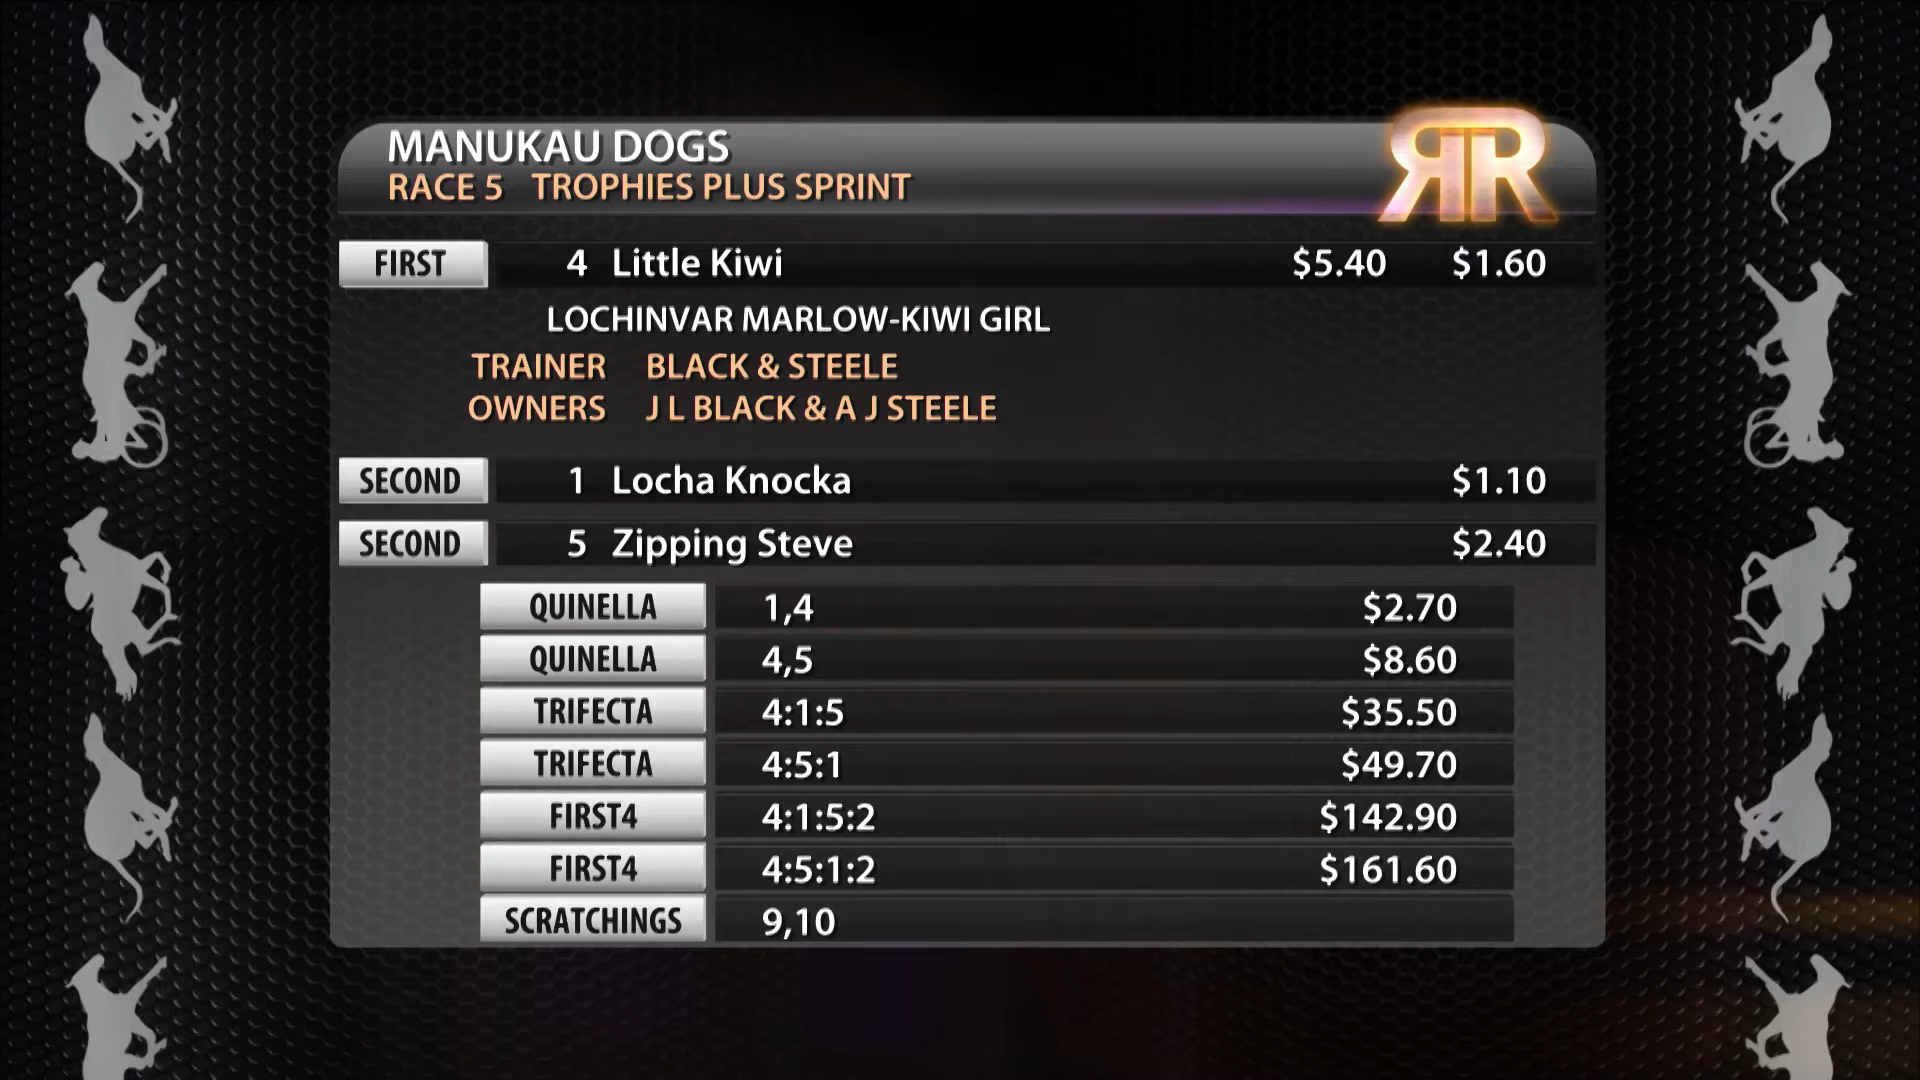 MANUKAU DOGS
RACE 5 TROPHIES PLUS SPRINT
RR
FIRST 4 Little Kiwi $5.40 $1.60
LOCHINVAR MARLOW-KIWI GIRL
TRAINER BLACK & STEELE
OWNERS J L BLACK & A J STEELE
SECOND 1 Locha Knocka $1.10
SECOND 5 Zipping Steve $2.40
QUINELLA 1,4 $2.70
QUINELLA 4,5 $8.60
TRIFECTA 4:1:5 $35.50
TRIFECTA 4:5:1 $49.70
FIRST4 4:1:5:2 $142.90
FIRST4 4:5:1:2 $161.60
SCRATCHINGS 9,10